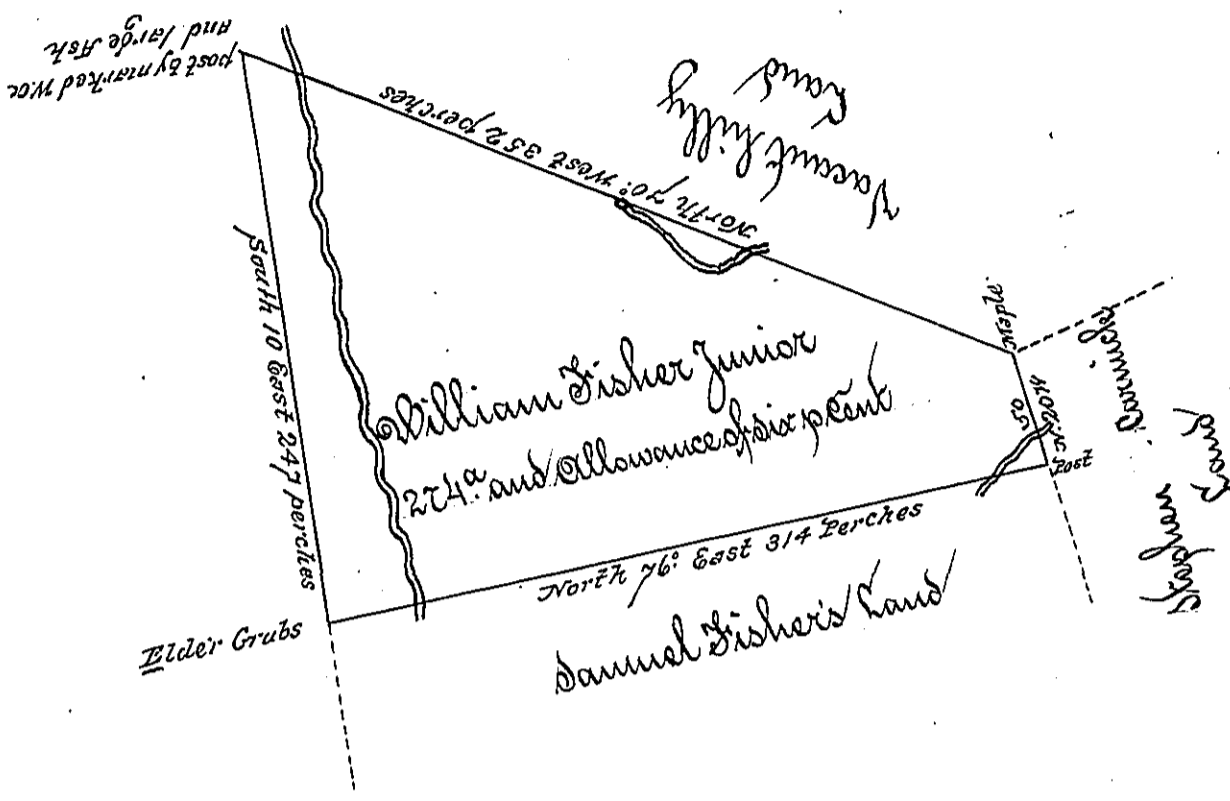 post by marked W.o.
and large Ash
North 70° West 352 perches
Vacant hilly
Land
South 10 East 247 perches
Meple
N. 20 W
50
Post
Stephen
Land
William Fisher Junior
274 a. and Allowance of six p Cent
North 76° East 314 Perches
Elder Grubs
Samuel Fisher's Land